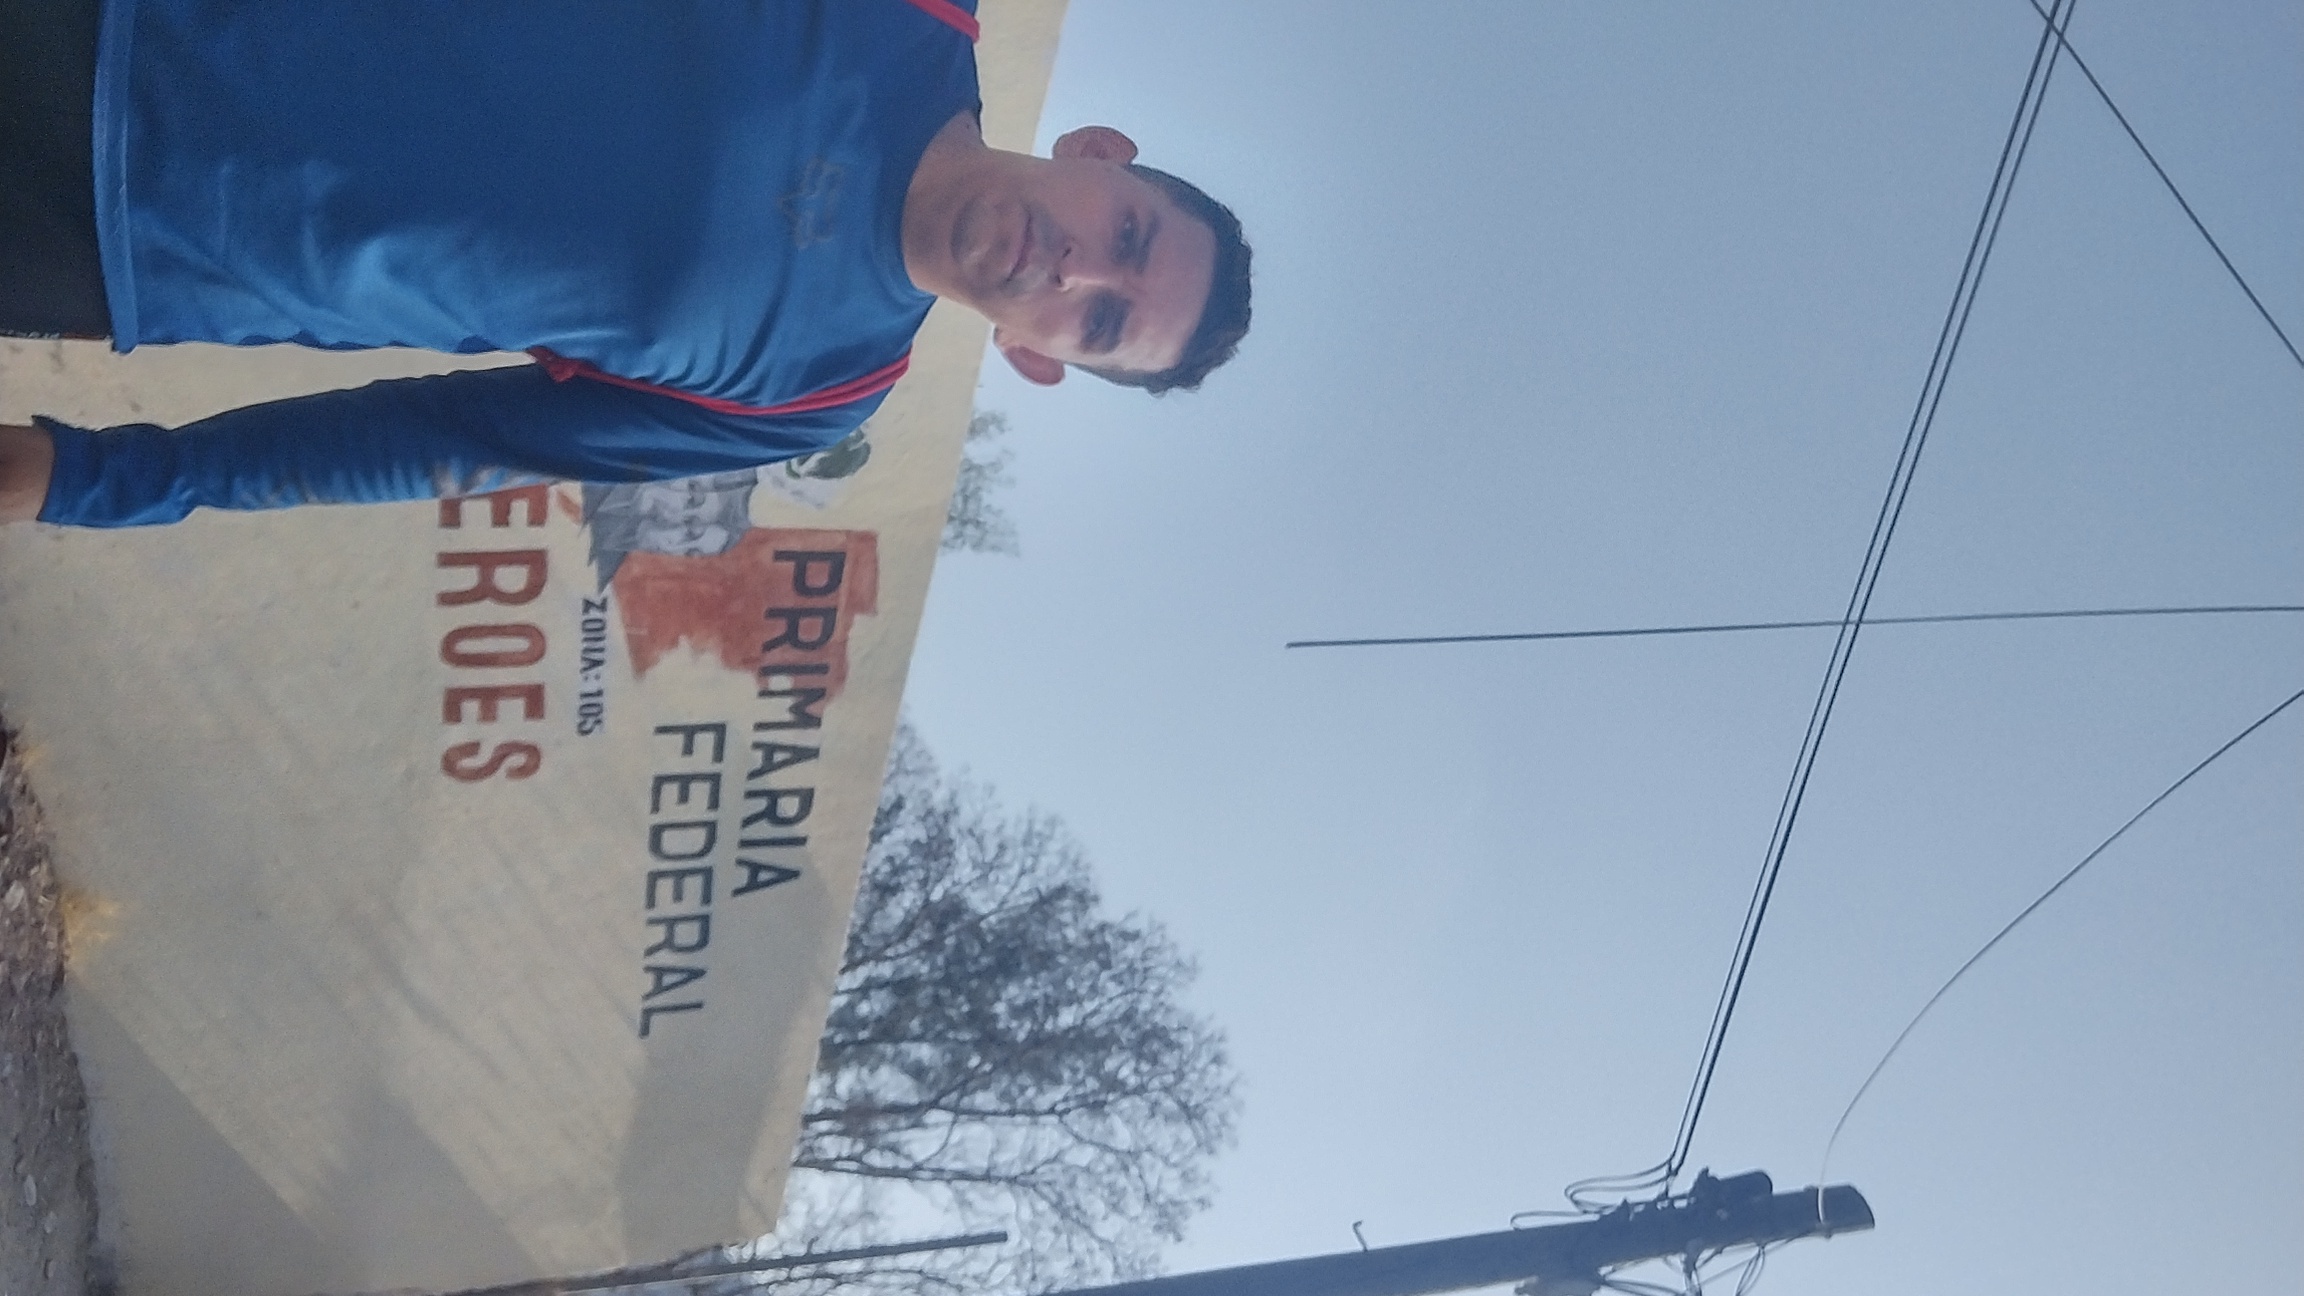 PRIMARIA
FEDERAL
ZONA: 105
EROES